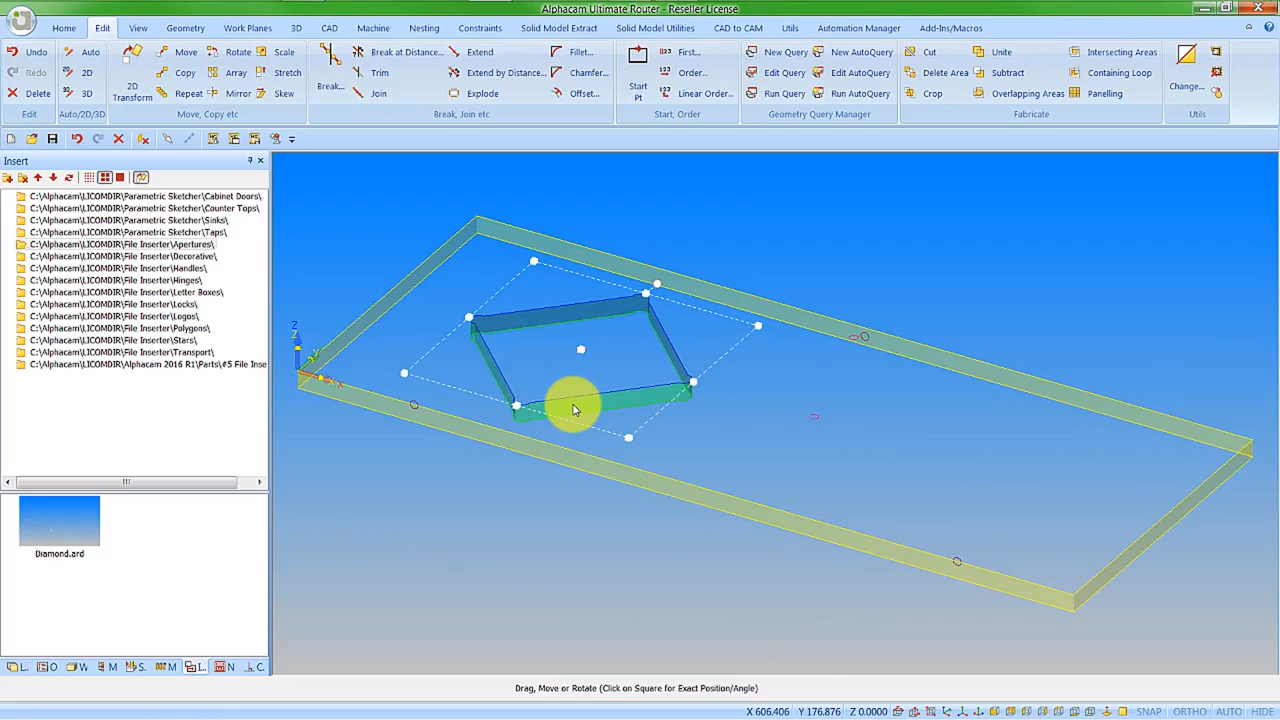 Alphacam Ultimate Router - Reseller License
Home Edit View Geometry Work Planes 3D CAD Machine Nesting Constraints Solid Model Extract Solid Model Utilities CAD to CAM Utils Automation Manager Add-Ins/Macros
Undo Auto Move Rotate Scale Break at Distance... Extend Fillet... First... New Query New AutoQuery Cut Unite Intersecting Areas
Redo 2D Copy Array Stretch Trim Extend by Distance... Chamfer... Order... Edit Query Edit AutoQuery Delete Area Subtract Containing Loop
Delete 3D 2D Transform Repeat Mirror Skew Break... Join Explode Offset... Start Pt Linear Order... Run Query Run AutoQuery Crop Overlapping Areas Panelling Change...
Edit Auto/2D/3D Move, Copy etc Break, Join etc Start, Order Geometry Query Manager Fabricate Utils
Insert
C:\Alphacam\LICOMDIR\Parametric Sketcher\Cabinet Doors\
C:\Alphacam\LICOMDIR\Parametric Sketcher\Counter Tops\
C:\Alphacam\LICOMDIR\Parametric Sketcher\Sinks\
C:\Alphacam\LICOMDIR\Parametric Sketcher\Taps\
C:\Alphacam\LICOMDIR\File Inserter\Apertures\
C:\Alphacam\LICOMDIR\File Inserter\Decorative\
C:\Alphacam\LICOMDIR\File Inserter\Handles\
C:\Alphacam\LICOMDIR\File Inserter\Hinges\
C:\Alphacam\LICOMDIR\File Inserter\Letter Boxes\
C:\Alphacam\LICOMDIR\File Inserter\Locks\
C:\Alphacam\LICOMDIR\File Inserter\Logos\
C:\Alphacam\LICOMDIR\File Inserter\Polygons\
C:\Alphacam\LICOMDIR\File Inserter\Stars\
C:\Alphacam\LICOMDIR\File Inserter\Transport\
C:\Alphacam\LICOMDIR\Alphacam 2016 R1\Parts\#5 File Inse
Z
Z
Y
X
Diamond.ard
L... O W M S. M I... N C.
Drag, Move or Rotate (Click on Square for Exact Position/Angle)
X 606.406 Y 176.876 Z 0.0000 SNAP ORTHO AUTO HIDE